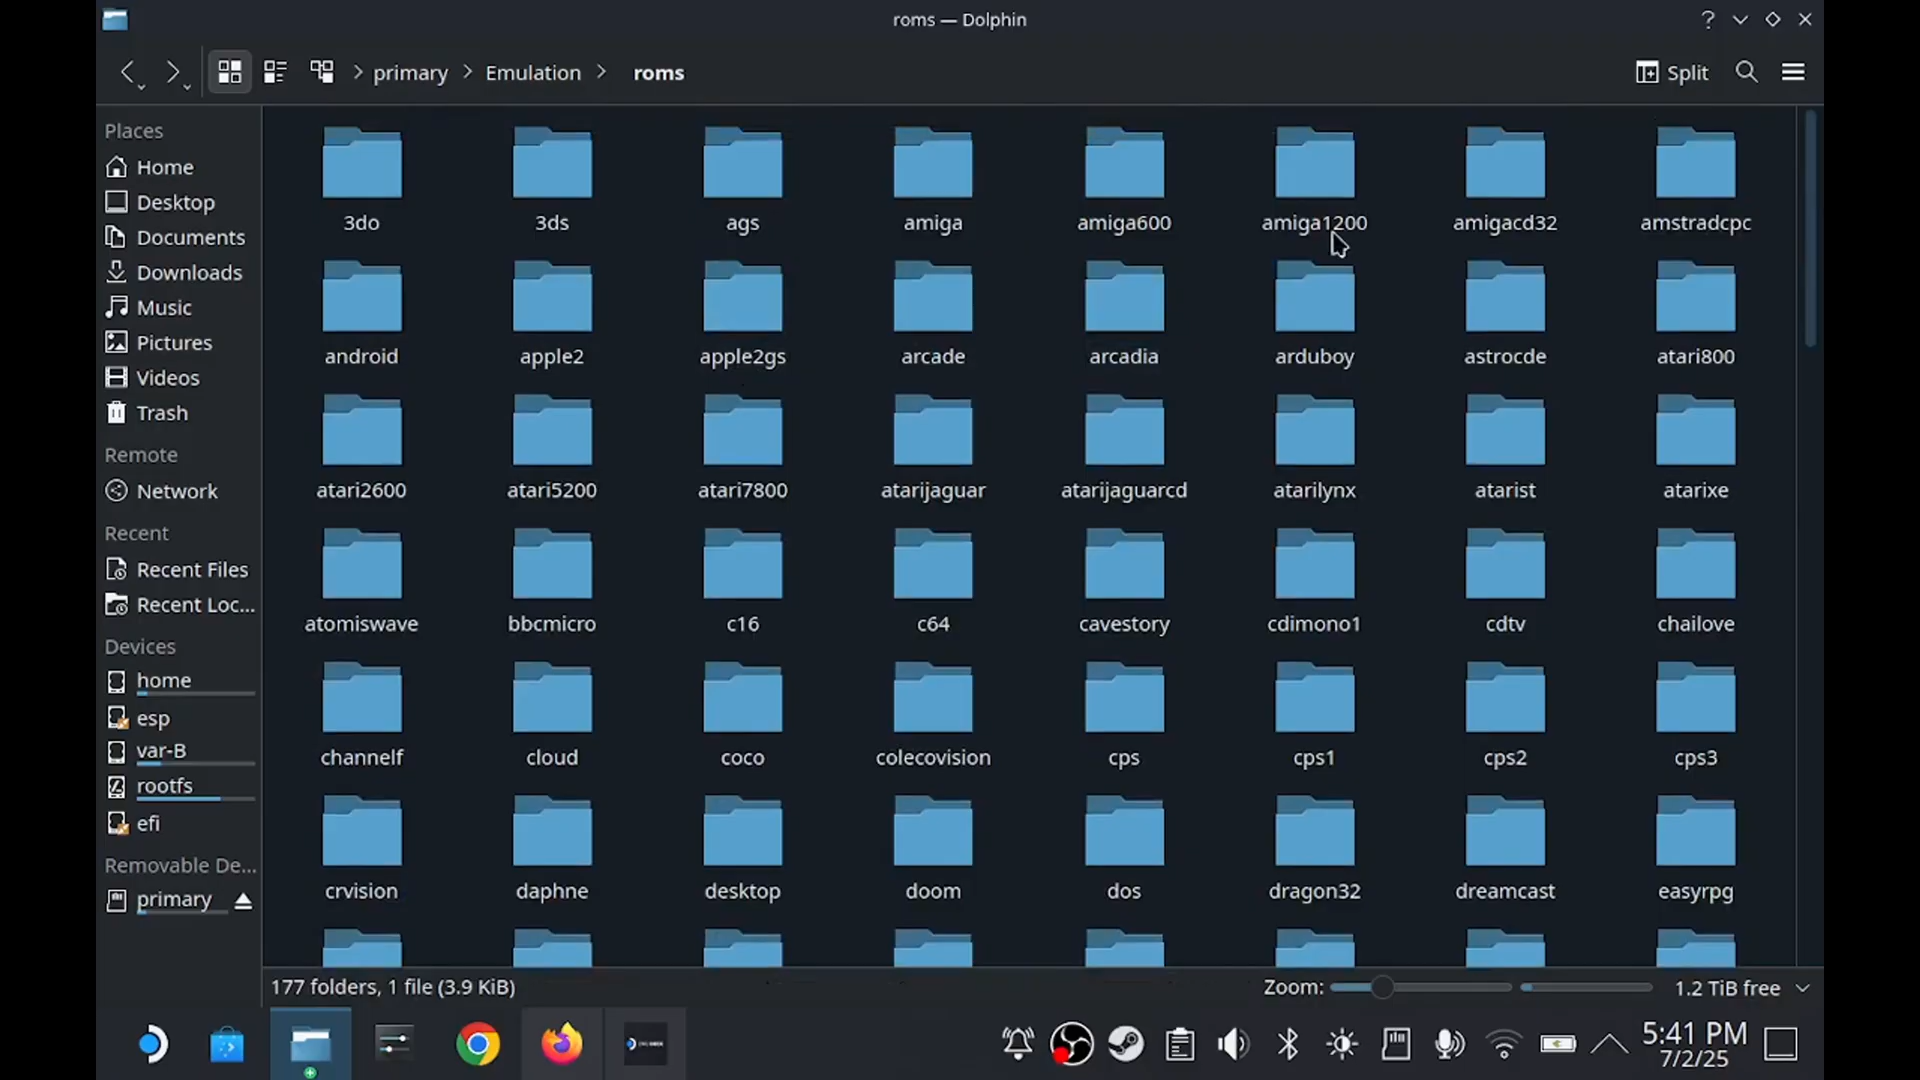 roms — Dolphin
primary
Emulation
roms
Split
Places
Home
Desktop
Documents
Downloads
Music
Pictures
Videos
Trash
Remote
Network
Recent
Recent Files
Recent Loc...
Devices
home
esp
var-B
rootfs
efi
Removable De...
primary
3do 3ds ags amiga amiga600 amiga1200 amigacd32 amstradcpc
android apple2 apple2gs arcade arcadia arduboy astrocde atari800
atari2600 atari5200 atari7800 atarijaguar atarijaguarcd atarilynx atarist atarixe
atomiswave bbcmicro c16 c64 cavestory cdimono1 cdtv chailove
channelf cloud coco colecovision cps cps1 cps2 cps3
crvision daphne desktop doom dos dragon32 dreamcast easyrpg
177 folders, 1 file (3.9 KiB)
Zoom:
1.2 TiB free
5:41 PM
7/2/25